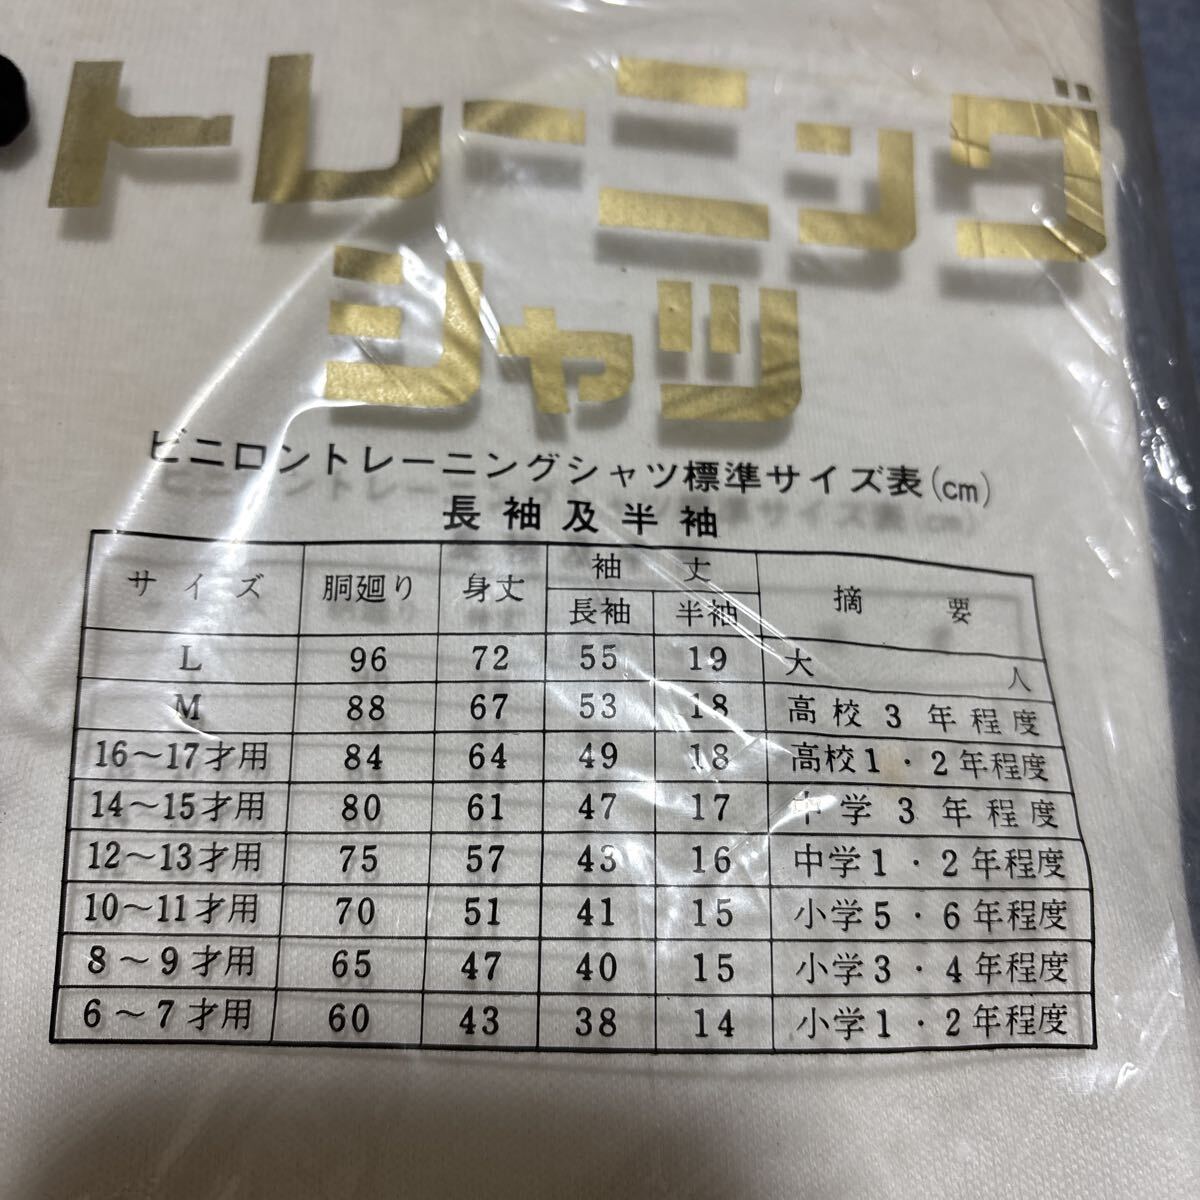 トレーニング
シャツ
ビニロントレーニングシャツ標準サイズ表(cm)
長袖及半袖
サイズ 胴廻り 身丈 袖丈 摘要
長袖 半袖
L 96 72 55 19 大人
M 88 67 53 18 高校3年程度
16〜17才用 84 64 49 18 高校1・2年程度
14〜15才用 80 61 47 17 中学3年程度
12〜13才用 75 57 43 16 中学1・2年程度
10〜11才用 70 51 41 15 小学5・6年程度
8〜9才用 65 47 40 15 小学3・4年程度
6〜7才用 60 43 38 14 小学1・2年程度